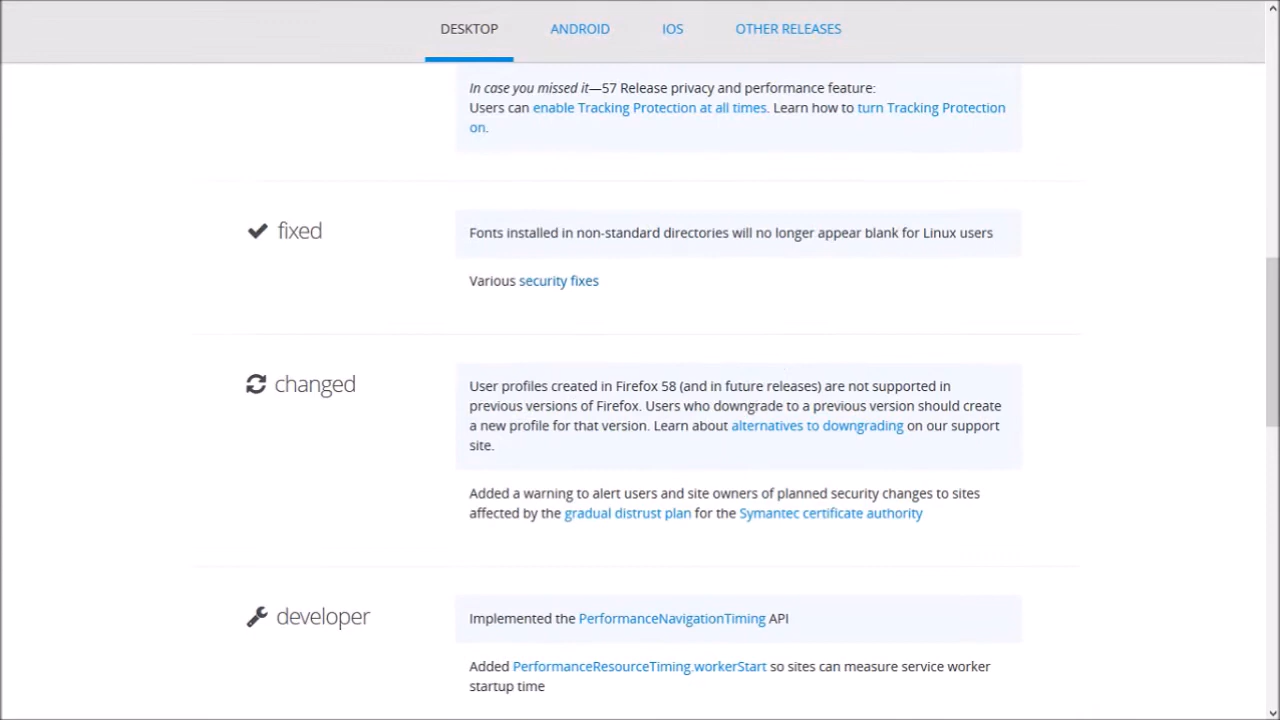 DESKTOP ANDROID IOS OTHER RELEASES
In case you missed it—57 Release privacy and performance feature:
Users can enable Tracking Protection at all times. Learn how to turn Tracking Protection
on.
fixed
Fonts installed in non-standard directories will no longer appear blank for Linux users
Various security fixes
changed
User profiles created in Firefox 58 (and in future releases) are not supported in
previous versions of Firefox. Users who downgrade to a previous version should create
a new profile for that version. Learn about alternatives to downgrading on our support
site.
Added a warning to alert users and site owners of planned security changes to sites
affected by the gradual distrust plan for the Symantec certificate authority
developer
Implemented the PerformanceNavigationTiming API
Added PerformanceResourceTiming.workerStart so sites can measure service worker
startup time